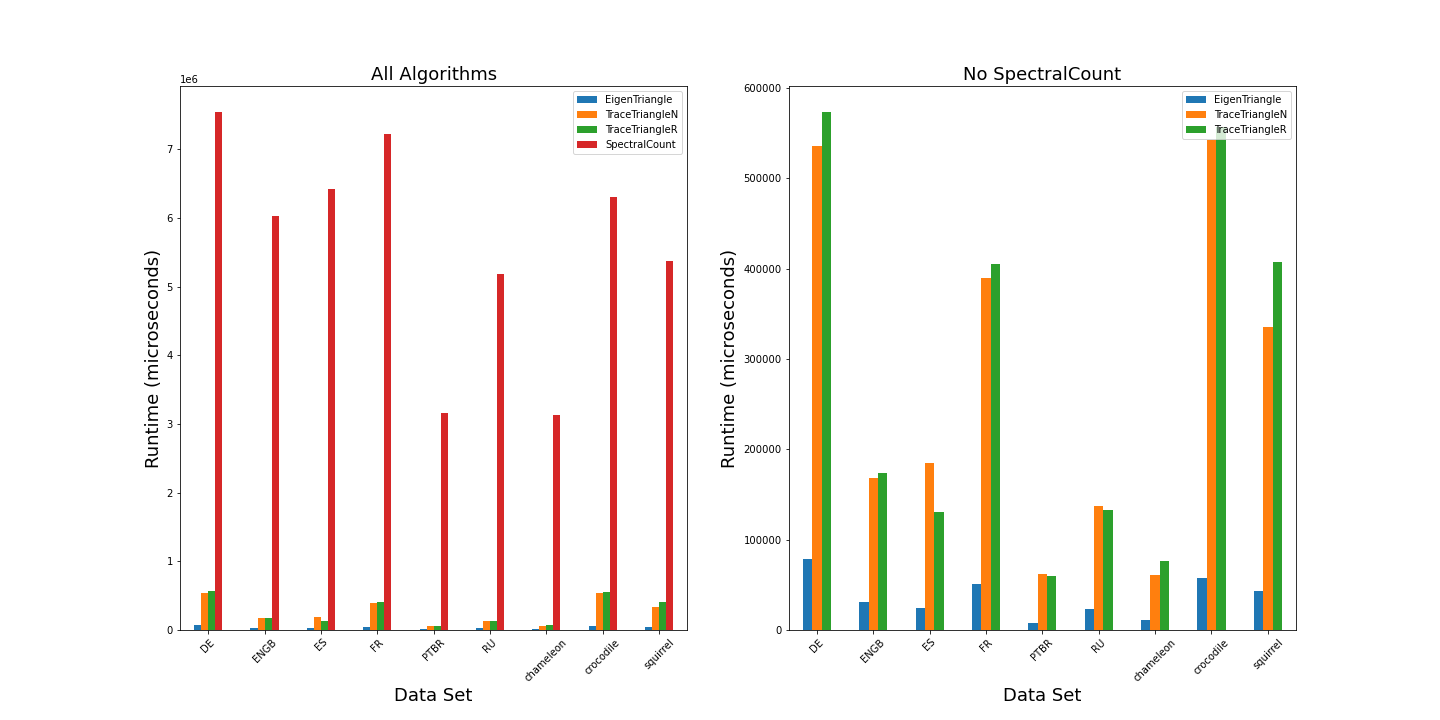 All Algorithms
1e6
EigenTriangle
TraceTriangleN
TraceTriangleR
SpectralCount
7
6
5
4
3
2
1
0
Runtime (microseconds)
DE
ENGB
ES
FR
PTBR
RU
chameleon
crocodile
squirrel
Data Set
No SpectralCount
EigenTriangle
TraceTriangleN
TraceTriangleR
600000
500000
400000
300000
200000
100000
0
Runtime (microseconds)
DE
ENGB
ES
FR
PTBR
RU
chameleon
crocodile
squirrel
Data Set